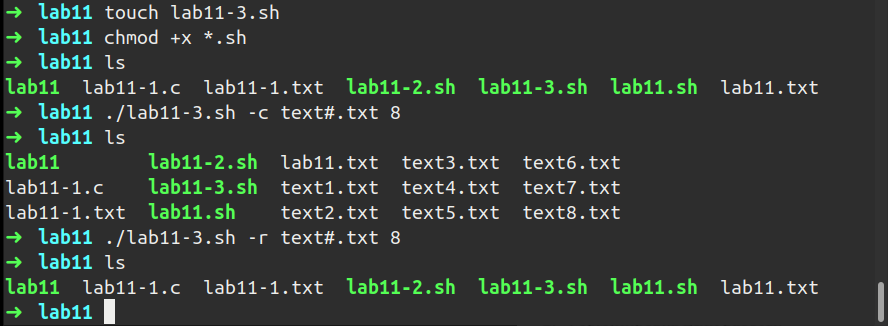 ➜ lab11 touch lab11-3.sh
➜ lab11 chmod +x *.sh
➜ lab11 ls
lab11 lab11-1.c lab11-1.txt lab11-2.sh lab11-3.sh lab11.sh lab11.txt
➜ lab11 ./lab11-3.sh -c text#.txt 8
➜ lab11 ls
lab11 lab11-2.sh lab11.txt text3.txt text6.txt
lab11-1.c lab11-3.sh text1.txt text4.txt text7.txt
lab11-1.txt lab11.sh text2.txt text5.txt text8.txt
➜ lab11 ./lab11-3.sh -r text#.txt 8
➜ lab11 ls
lab11 lab11-1.c lab11-1.txt lab11-2.sh lab11-3.sh lab11.sh lab11.txt
➜ lab11